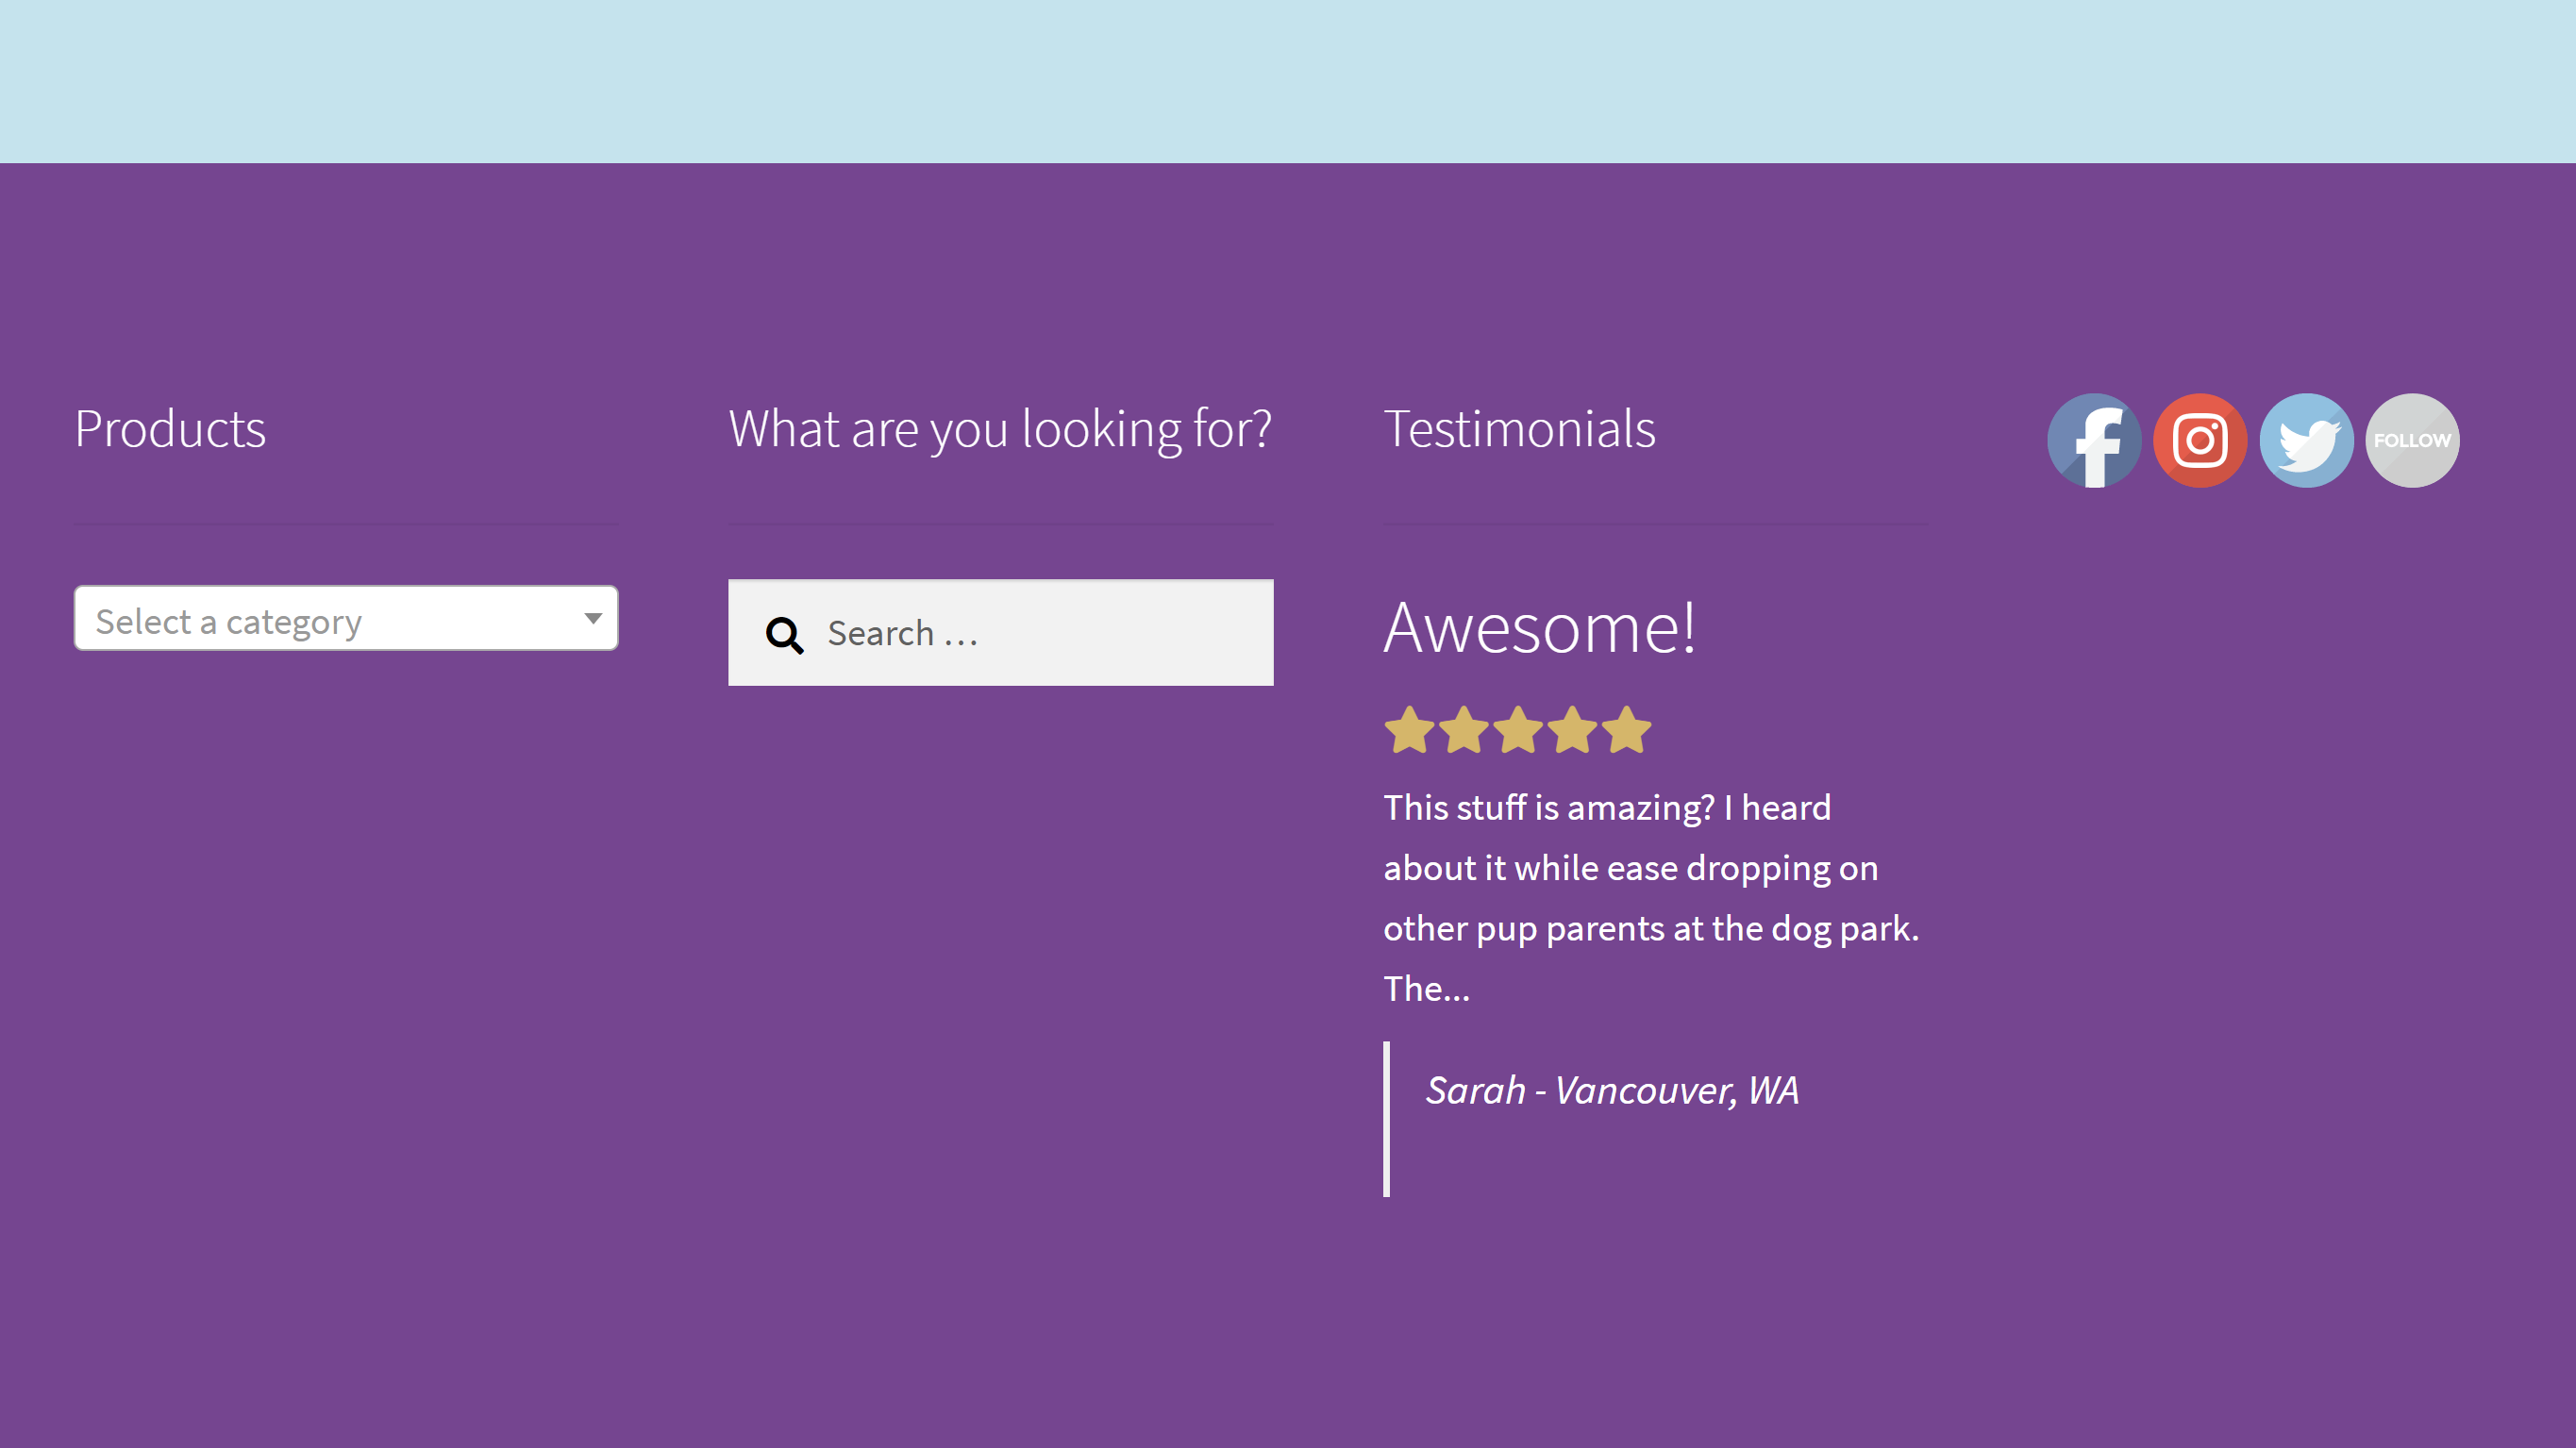 Products
Select a category
What are you looking for?
Search …
Testimonials
Awesome!
This stuff is amazing? I heard
about it while ease dropping on
other pup parents at the dog park.
The...
Sarah - Vancouver, WA
FOLLOW